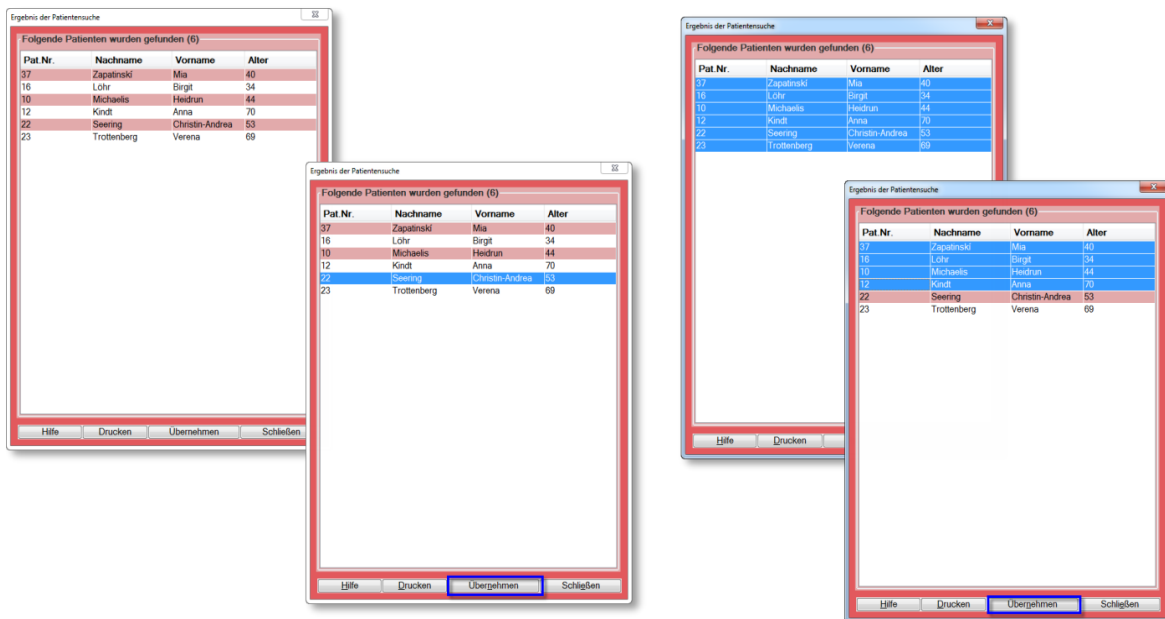 Ergebnis der Patientensuche
Folgende Patienten wurden gefunden (6)
Pat.Nr. Nachname Vorname Alter
37 Zapatinski Mia 40
16 Löhr Birgit 34
10 Michaelis Heidrun 44
12 Kindt Anna 70
22 Seering Christin-Andrea 53
23 Trottenberg Verena 69
Hilfe Drucken Übernehmen Schließen
Ergebnis der Patientensuche
Folgende Patienten wurden gefunden (6)
Pat.Nr. Nachname Vorname Alter
37 Zapatinski Mia 40
16 Löhr Birgit 34
10 Michaelis Heidrun 44
12 Kindt Anna 70
22 Seering Christin-Andrea 53
23 Trottenberg Verena 69
Hilfe Drucken Übernehmen Schließen
Ergebnis der Patientensuche
Folgende Patienten wurden gefunden (6)
Pat.Nr. Nachname Vorname Alter
37 Zapatinski Mia 40
16 Löhr Birgit 34
10 Michaelis Heidrun 44
12 Kindt Anna 70
22 Seering Christin-Andrea 53
23 Trottenberg Verena 69
Hilfe Drucken
Ergebnis der Patientensuche
Folgende Patienten wurden gefunden (6)
Pat.Nr. Nachname Vorname Alter
37 Zapatinski Mia 40
16 Löhr Birgit 34
10 Michaelis Heidrun 44
12 Kindt Anna 70
22 Seering Christin-Andrea 53
23 Trottenberg Verena 69
Hilfe Drucken Übernehmen Schließen